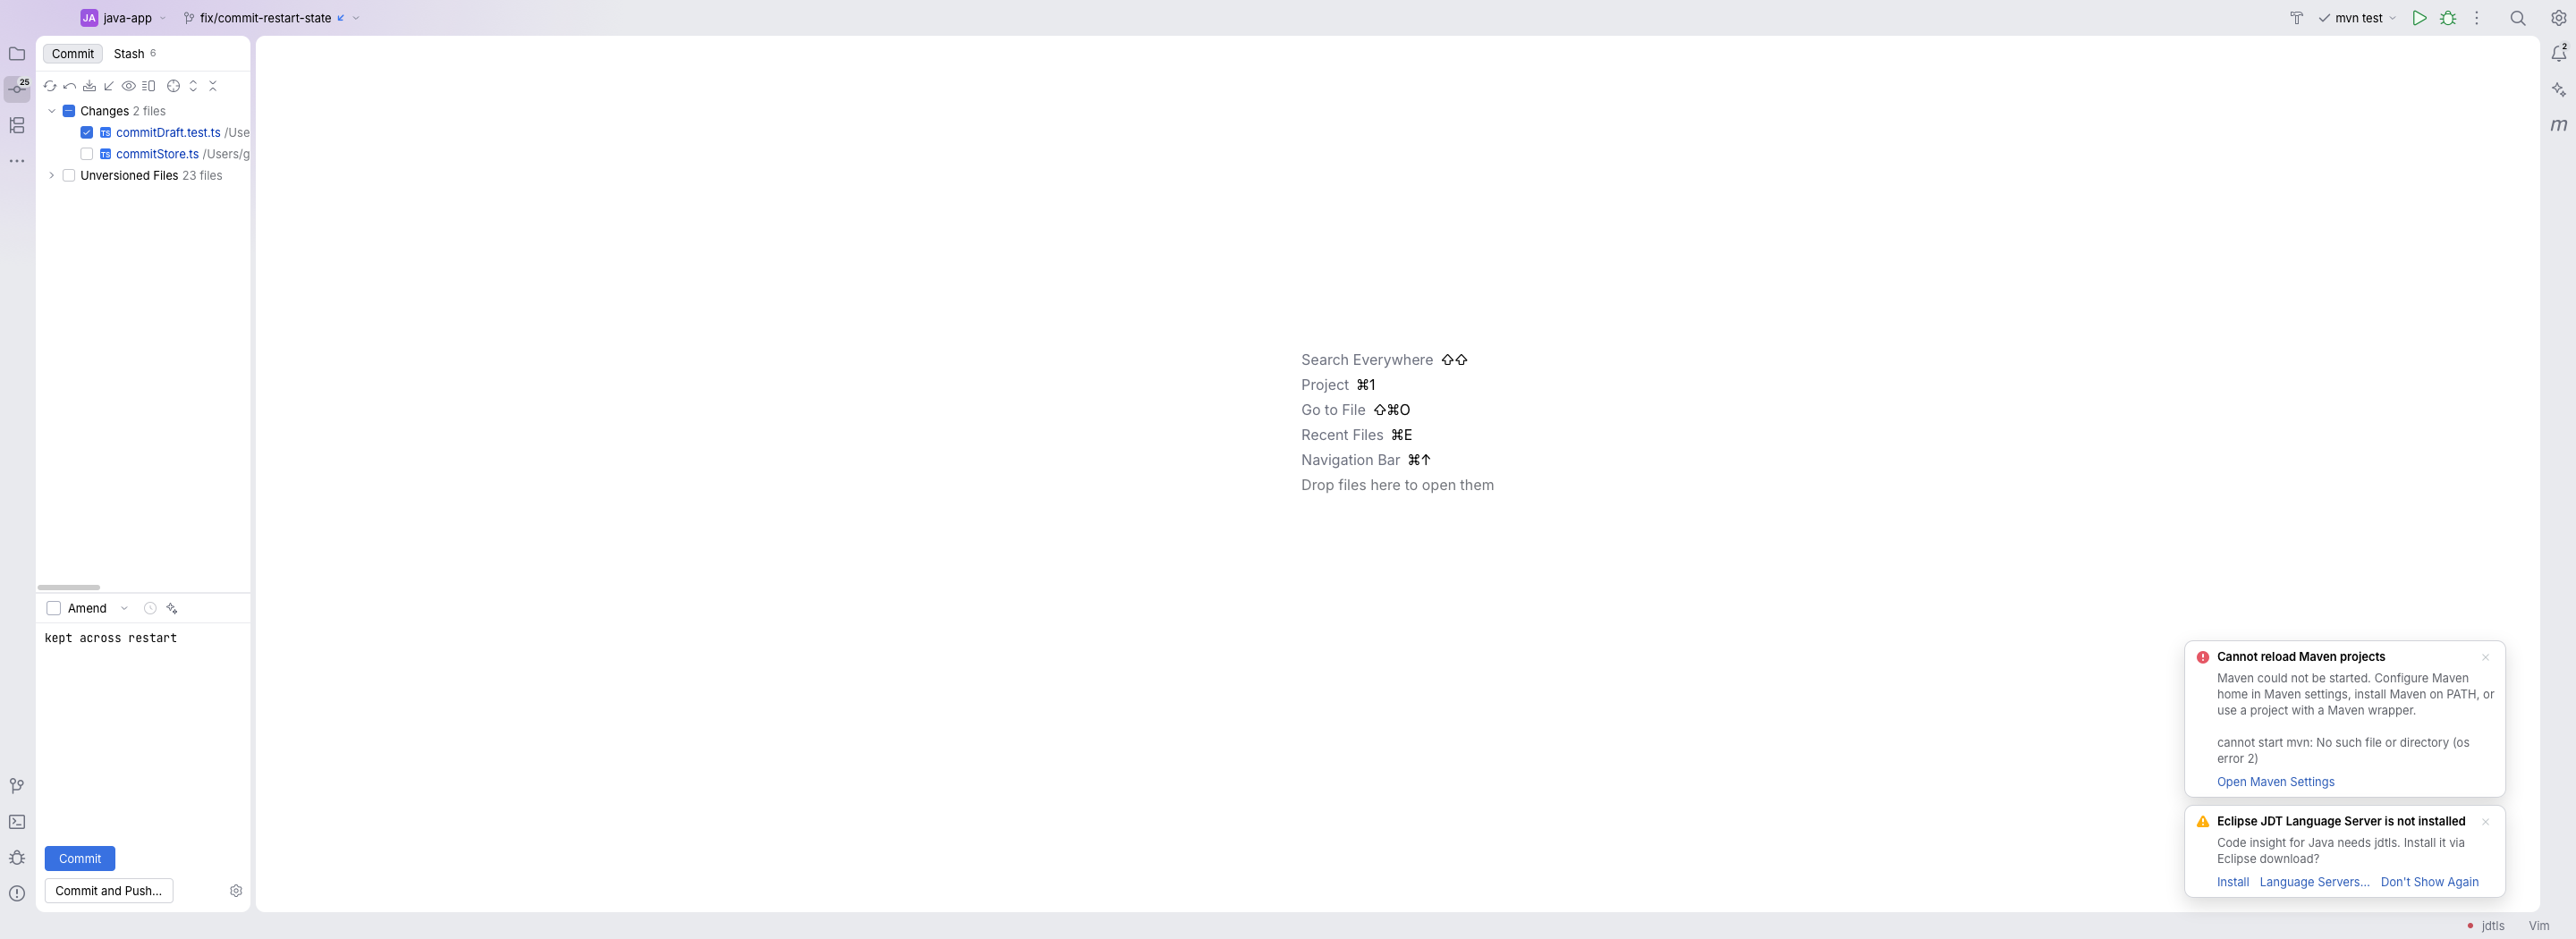 JA java-app fix/commit-restart-state mvn test
Commit Stash 6
25
2
Changes 2 files
TS commitDraft.test.ts /Use
TS commitStore.ts /Users/g
Unversioned Files 23 files
m
Search Everywhere ⇧⇧
Project ⌘1
Go to File ⇧⌘O
Recent Files ⌘E
Navigation Bar ⌘↑
Drop files here to open them
Amend
kept across restart
Commit
Commit and Push...
Cannot reload Maven projects
Maven could not be started. Configure Maven
home in Maven settings, install Maven on PATH, or
use a project with a Maven wrapper.
cannot start mvn: No such file or directory (os
error 2)
Open Maven Settings
Eclipse JDT Language Server is not installed
Code insight for Java needs jdtls. Install it via
Eclipse download?
Install Language Servers... Don't Show Again
jdtls Vim